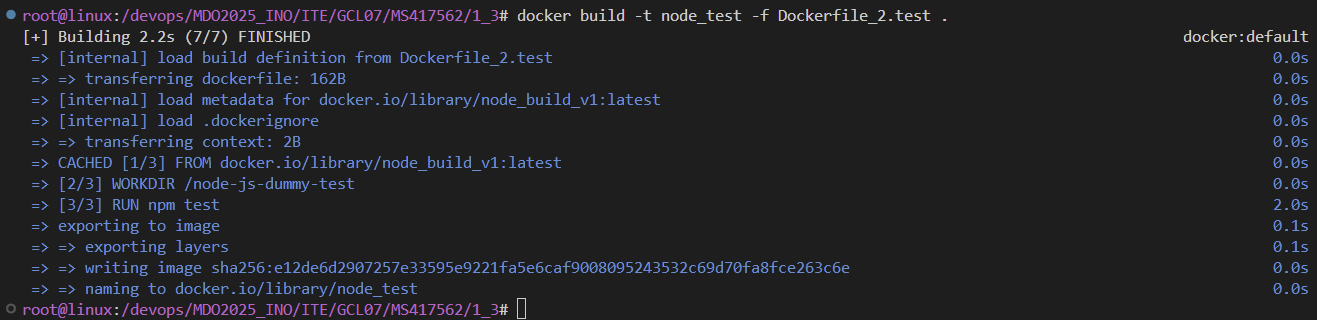 root@linux:/devops/MDO2025_INO/ITE/GCL07/MS417562/1_3# docker build -t node_test -f Dockerfile_2.test .
[+] Building 2.2s (7/7) FINISHED docker:default
=> [internal] load build definition from Dockerfile_2.test 0.0s
=> => transferring dockerfile: 162B 0.0s
=> [internal] load metadata for docker.io/library/node_build_v1:latest 0.0s
=> [internal] load .dockerignore 0.0s
=> => transferring context: 2B 0.0s
=> CACHED [1/3] FROM docker.io/library/node_build_v1:latest 0.0s
=> [2/3] WORKDIR /node-js-dummy-test 0.0s
=> [3/3] RUN npm test 2.0s
=> exporting to image 0.1s
=> => exporting layers 0.1s
=> => writing image sha256:e12de6d2907257e33595e9221fa5e6caf9008095243532c69d70fa8fce263c6e 0.0s
=> => naming to docker.io/library/node_test 0.0s
root@linux:/devops/MDO2025_INO/ITE/GCL07/MS417562/1_3#